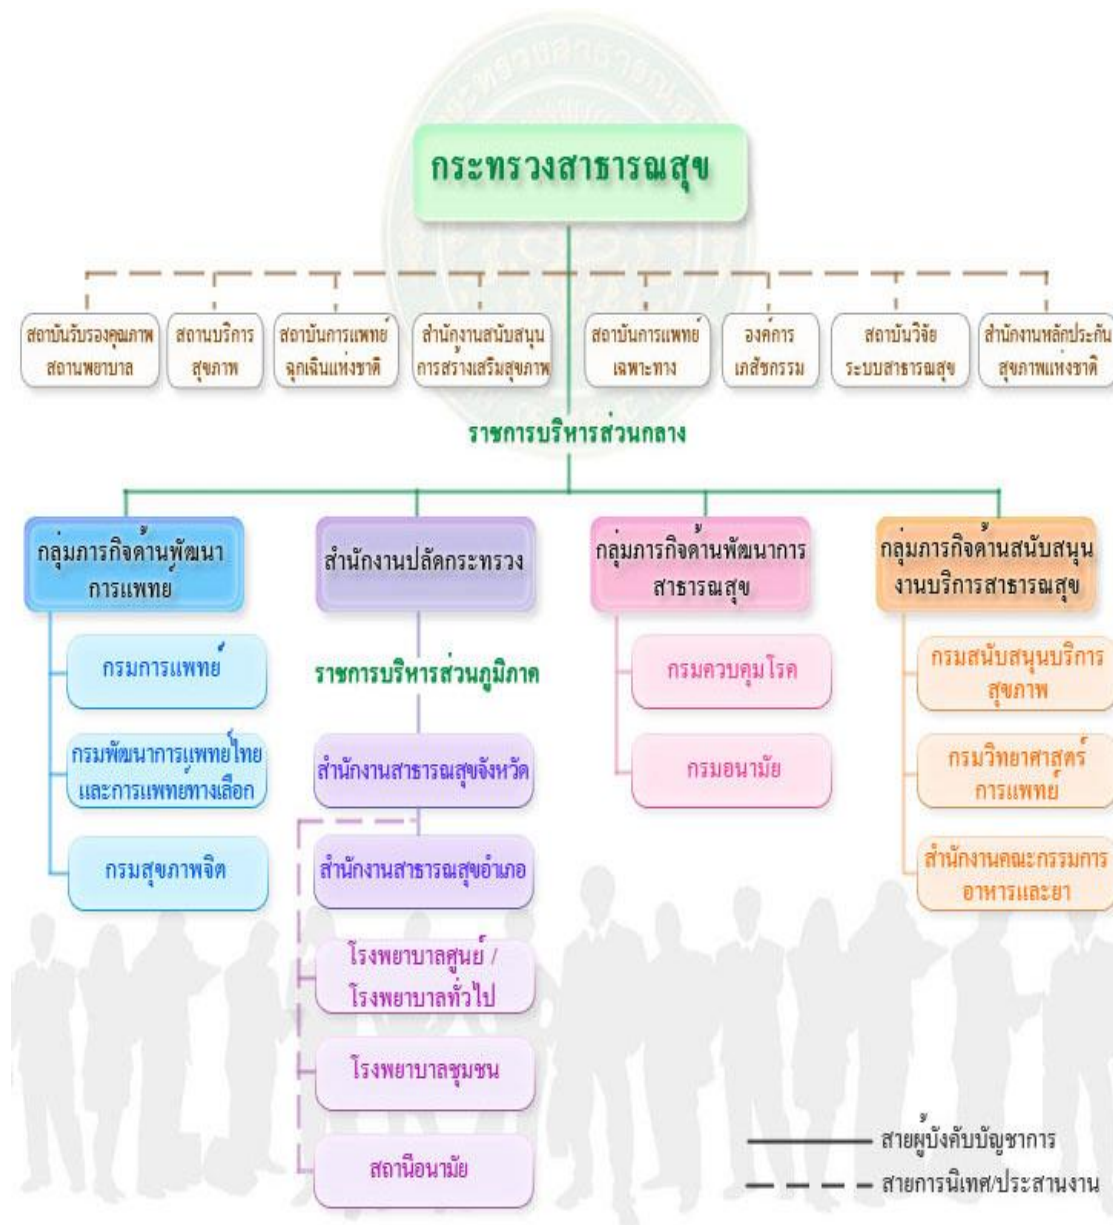 กระทรวงสาธารณสุข
สถาบันรับรองคุณภาพ
สถานพยาบาล
สถานบริการ
สุขภาพ
สถาบันการแพทย์
ฉุกเฉินแห่งชาติ
สำนักงานสนับสนุน
การสร้างเสริมสุขภาพ
สถาบันการแพทย์
เฉพาะทาง
องค์การ
เภสัชกรรม
สถาบันวิจัย
ระบบสาธารณสุข
สำนักงานหลักประกัน
สุขภาพแห่งชาติ
ราชการบริหารส่วนกลาง
กลุ่มภารกิจด้านพัฒนา
การแพทย์
สำนักงานปลัดกระทรวง
กลุ่มภารกิจด้านพัฒนาการ
สาธารณสุข
กลุ่มภารกิจด้านสนับสนุน
งานบริการสาธารณสุข
กรมการแพทย์
กรมพัฒนาการแพทย์ไทย
และการแพทย์ทางเลือก
กรมสุขภาพจิต
ราชการบริหารส่วนภูมิภาค
สำนักงานสาธารณสุขจังหวัด
สำนักงานสาธารณสุขอำเภอ
โรงพยาบาลศูนย์ /
โรงพยาบาลทั่วไป
โรงพยาบาลชุมชน
สถานีอนามัย
กรมควบคุมโรค
กรมอนามัย
กรมสนับสนุนบริการ
สุขภาพ
กรมวิทยาศาสตร์
การแพทย์
สำนักงานคณะกรรมการ
อาหารและยา
สายผู้บังคับบัญชาการ
สายการนิเทศ/ประสานงาน